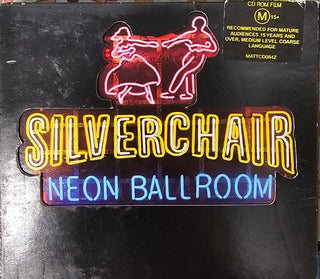 CD ROM FILM
M 15+
RECOMMENDED FOR MATURE
AUDIENCES 15 YEARS AND
OVER, MEDIUM LEVEL COARSE
LANGUAGE
MATTCD084Z
SILVERCHAIR
NEON BALLROOM